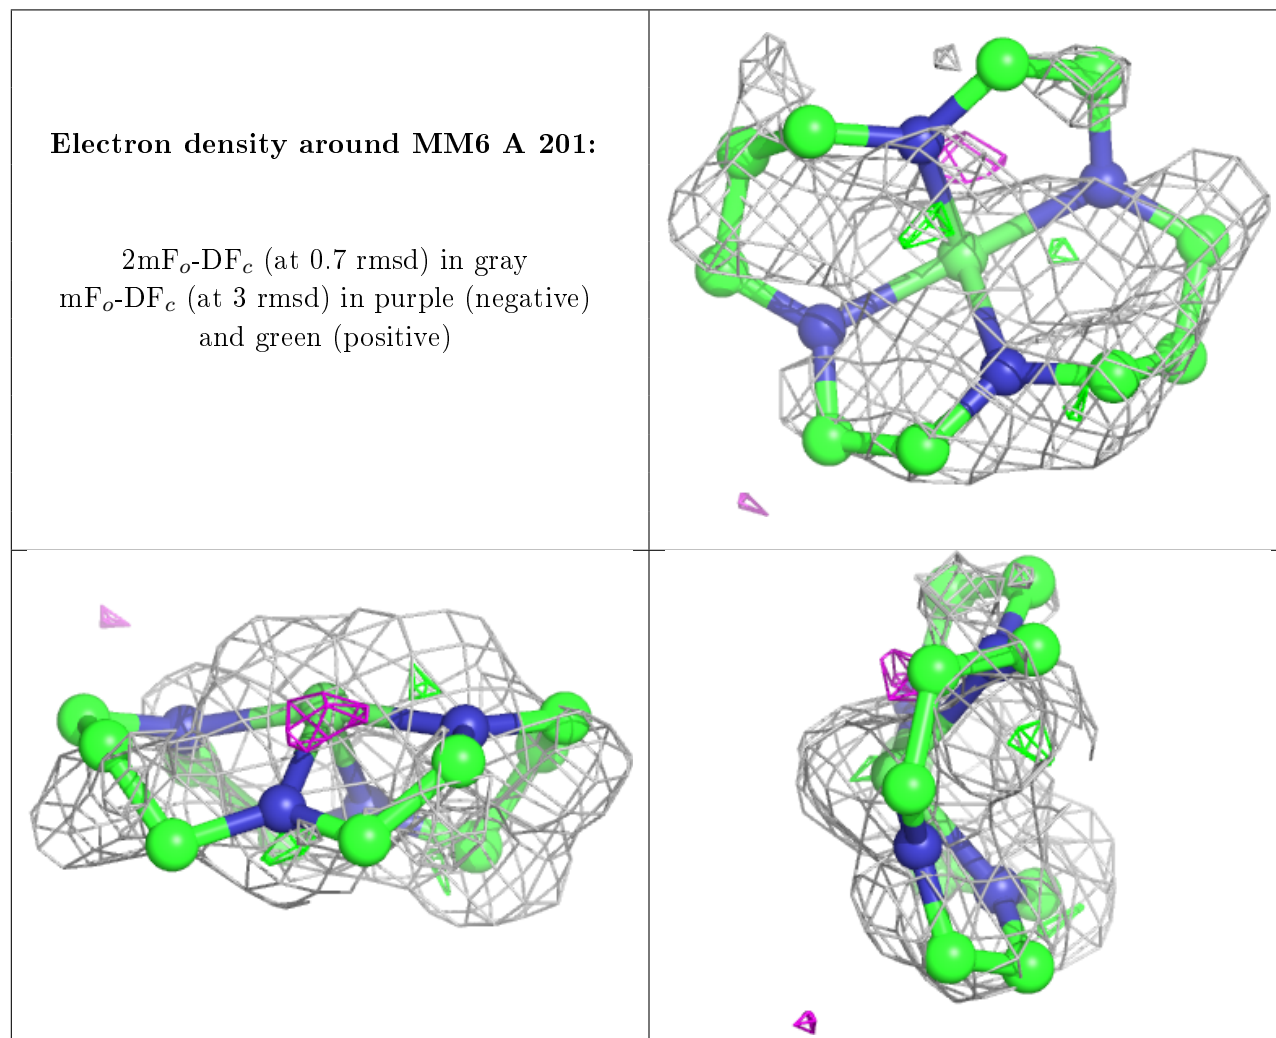 Electron density around MM6 A 201:
2mFₒ-DF𝒸 (at 0.7 rmsd) in gray
mFₒ-DF𝒸 (at 3 rmsd) in purple (negative)
and green (positive)